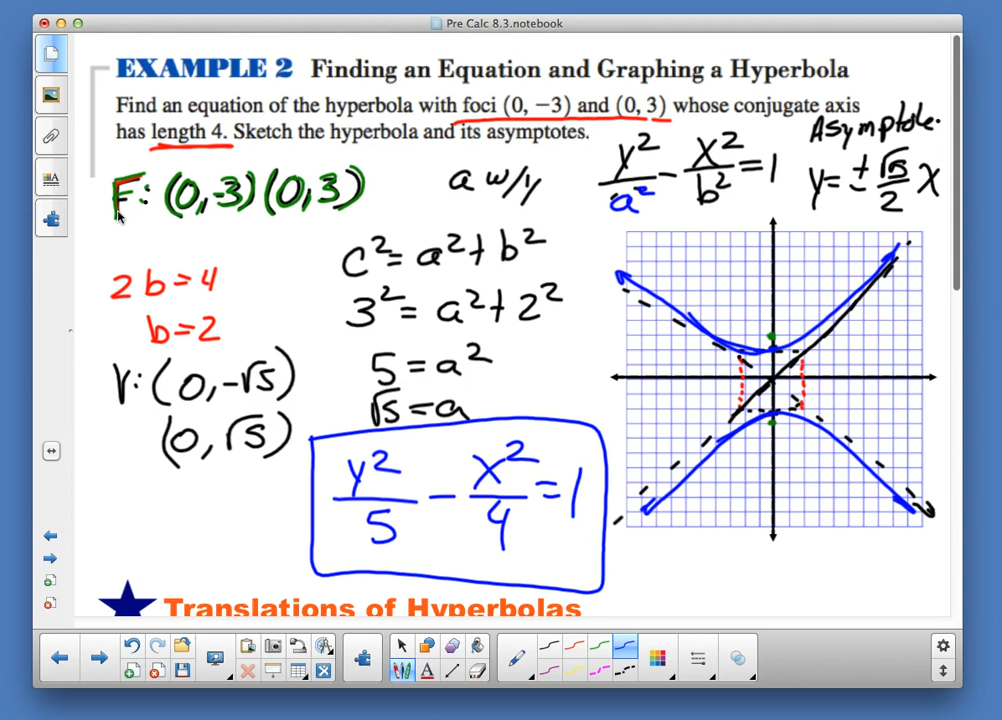 Pre Calc 8.3.notebook
EXAMPLE 2 Finding an Equation and Graphing a Hyperbola
Find an equation of the hyperbola with foci (0, −3) and (0, 3) whose conjugate axis
has length 4. Sketch the hyperbola and its asymptotes.
Asymptote.
y²/a² - x²/b² = 1
y = ± √5/2 x
F: (0,-3) (0,3)
a w/y
c² = a² + b²
2b = 4
3² = a² + 2²
b = 2
5 = a²
V: (0, -√5)
√5 = a
(0, √5)
y²/5 - x²/4 = 1
Translations of Hyperbolas